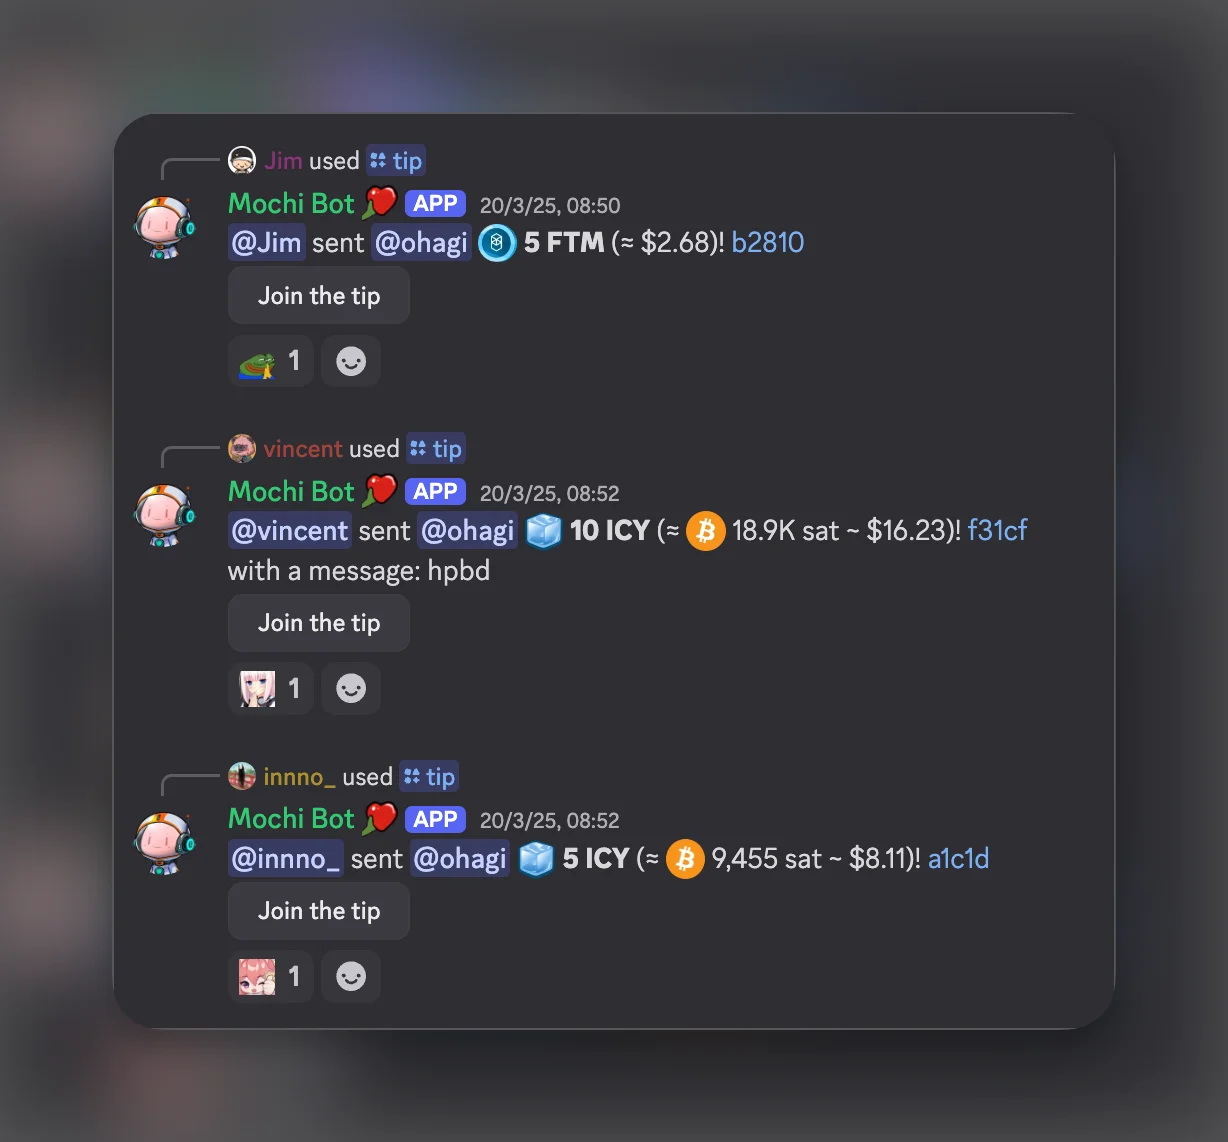 Jim used tip
Mochi Bot APP 20/3/25, 08:50
@Jim sent @ohagi 5 FTM (≈ $2.68)! b2810
Join the tip
1
vincent used tip
Mochi Bot APP 20/3/25, 08:52
@vincent sent @ohagi 10 ICY (≈ 18.9K sat ~ $16.23)! f31cf
with a message: hpbd
Join the tip
1
innno_ used tip
Mochi Bot APP 20/3/25, 08:52
@innno_ sent @ohagi 5 ICY (≈ 9,455 sat ~ $8.11)! a1c1d
Join the tip
1